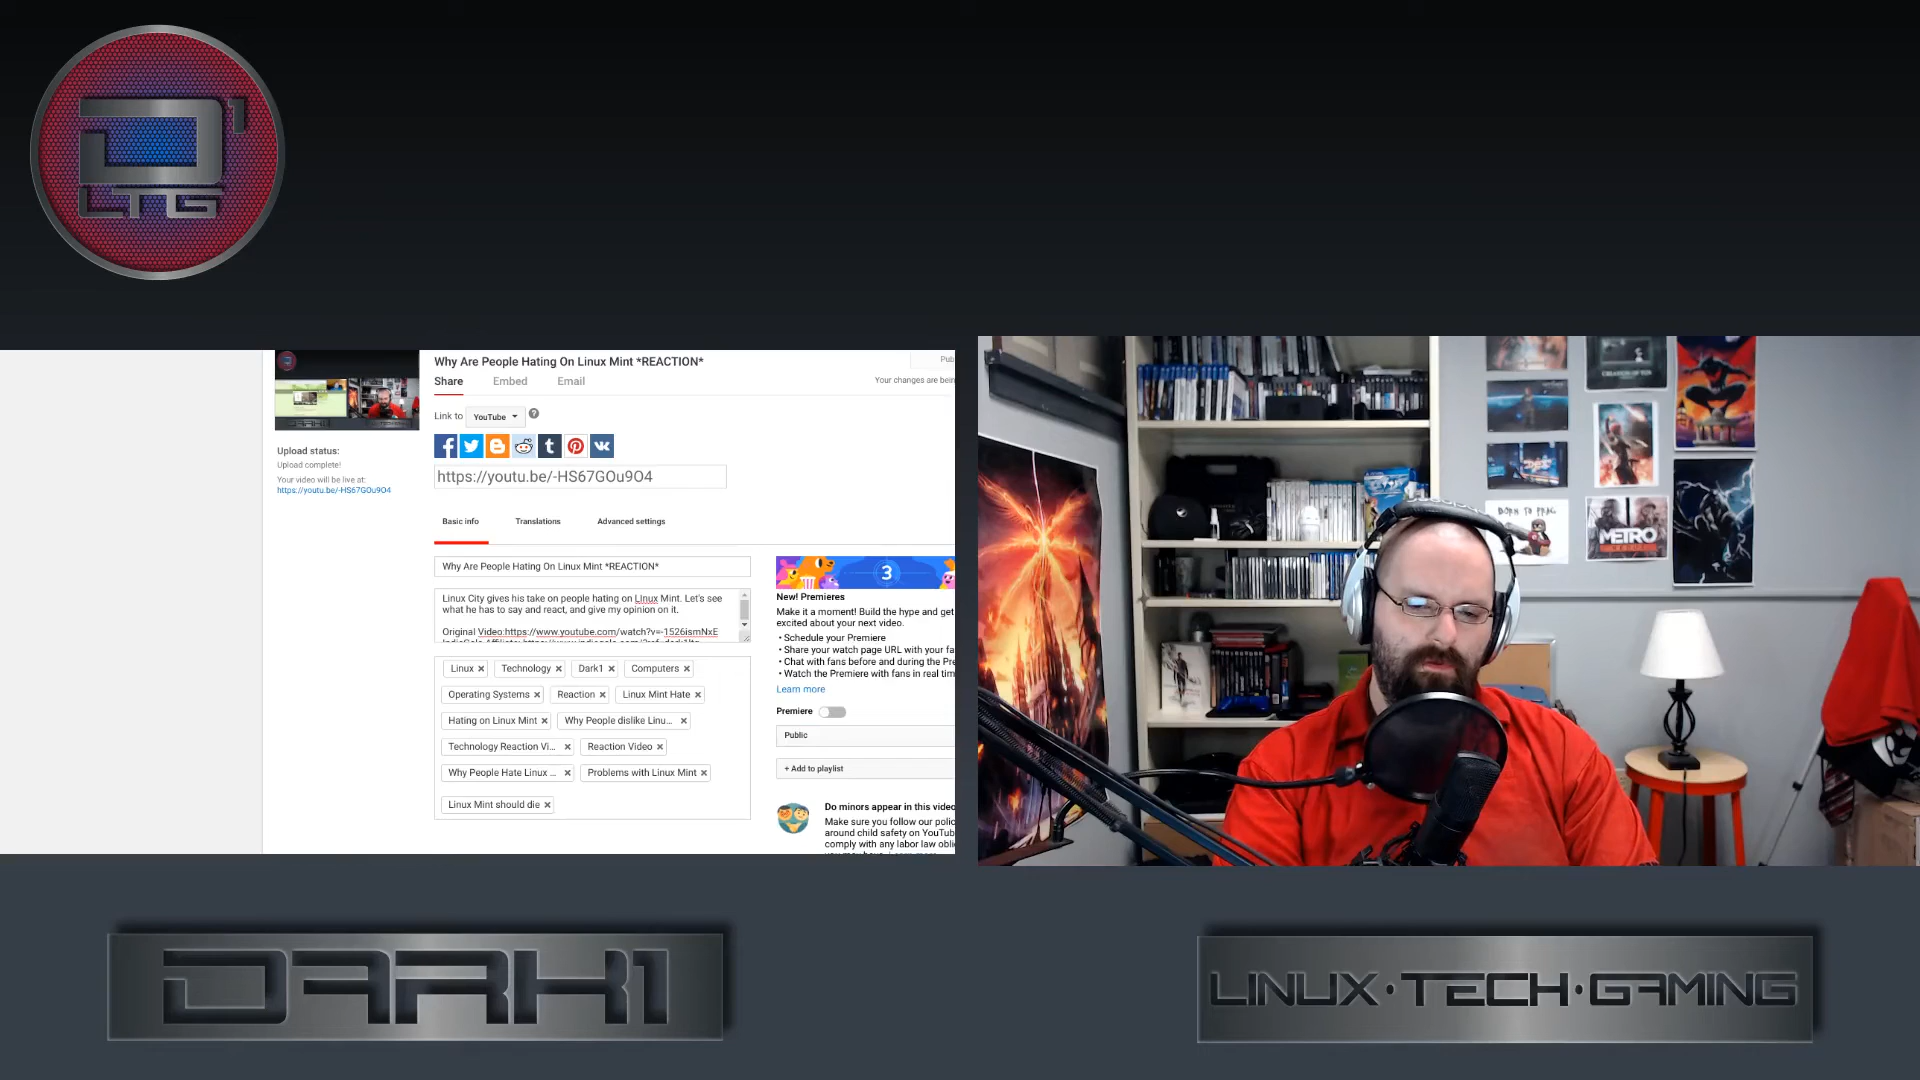 D1
LTG
Why Are People Hating On Linux Mint *REACTION*
Share Embed Email
Your changes are bein
Link to YouTube
https://youtu.be/-HS67GOu9O4
Upload status:
Upload complete!
Your video will be live at:
https://youtu.be/-HS67GOu9O4
Basic info Translations Advanced settings
Why Are People Hating On Linux Mint *REACTION*
Linux City gives his take on people hating on LInux Mint. Let's see
what he has to say and react, and give my opinion on it.
Original Video:https://www.youtube.com/watch?v=-1526ismNxE
Linux Technology Dark1 Computers
Operating Systems Reaction Linux Mint Hate
Hating on Linux Mint Why People dislike Linu...
Technology Reaction Vi... Reaction Video
Why People Hate Linux ... Problems with Linux Mint
Linux Mint should die
3
New! Premieres
Make it a moment! Build the hype and get
excited about your next video.
• Schedule your Premiere
• Share your watch page URL with your fa
• Chat with fans before and during the Pre
• Watch the Premiere with fans in real tim
Learn more
Premiere
Public
+ Add to playlist
Do minors appear in this video
Make sure you follow our polic
around child safety on YouTub
comply with any labor law obli
BORN TO FRAG
METRO
DARK1
LINUX·TECH·GAMING